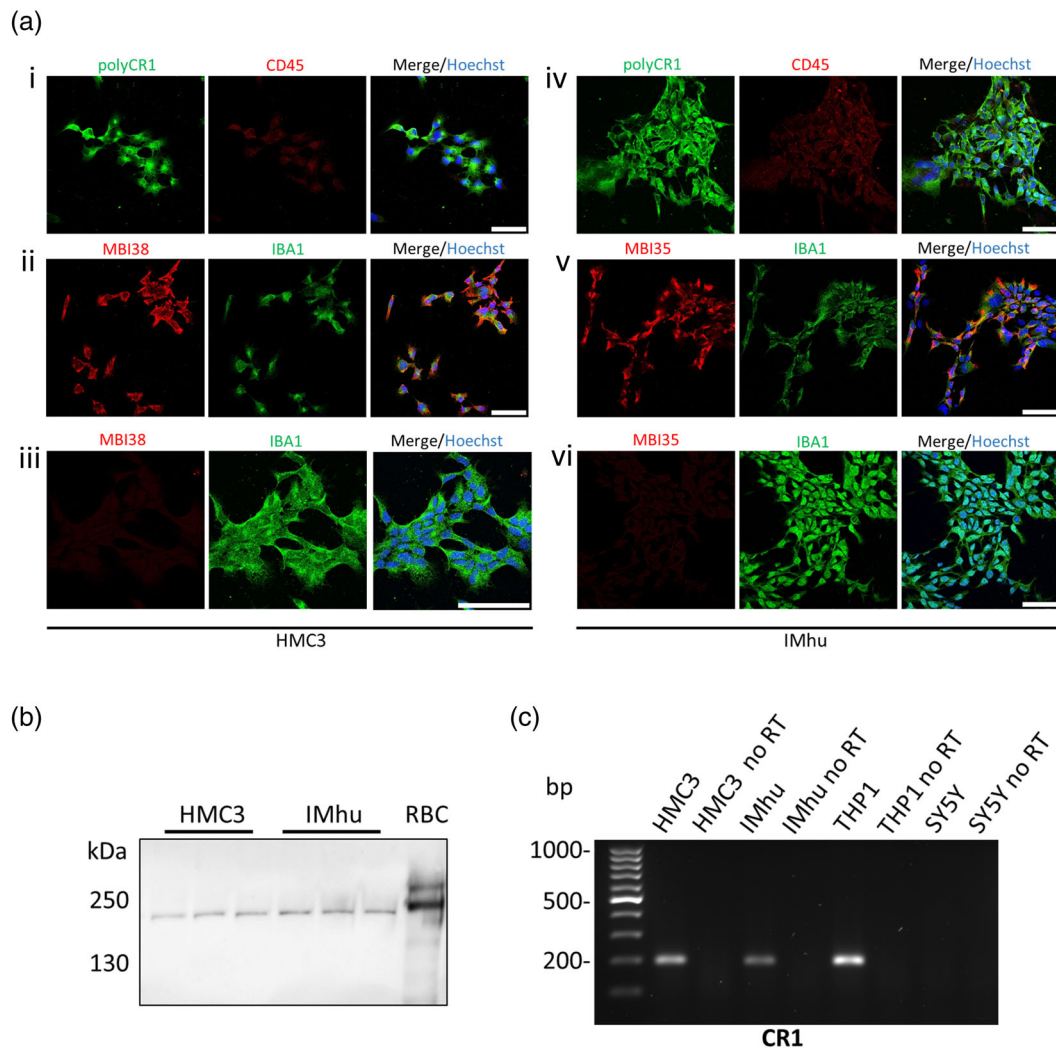 (a)
i
polyCR1 CD45 Merge/Hoechst
iv
polyCR1 CD45 Merge/Hoechst
ii
MBI38 IBA1 Merge/Hoechst
v
MBI35 IBA1 Merge/Hoechst
iii
MBI38 IBA1 Merge/Hoechst
vi
MBI35 IBA1 Merge/Hoechst
HMC3
IMhu
(b)
HMC3 IMhu RBC
kDa
250
130
(c)
bp
HMC3
HMC3 no RT
IMhu
IMhu no RT
THP1
THP1 no RT
SY5Y
SY5Y no RT
1000-
500-
200-
CR1